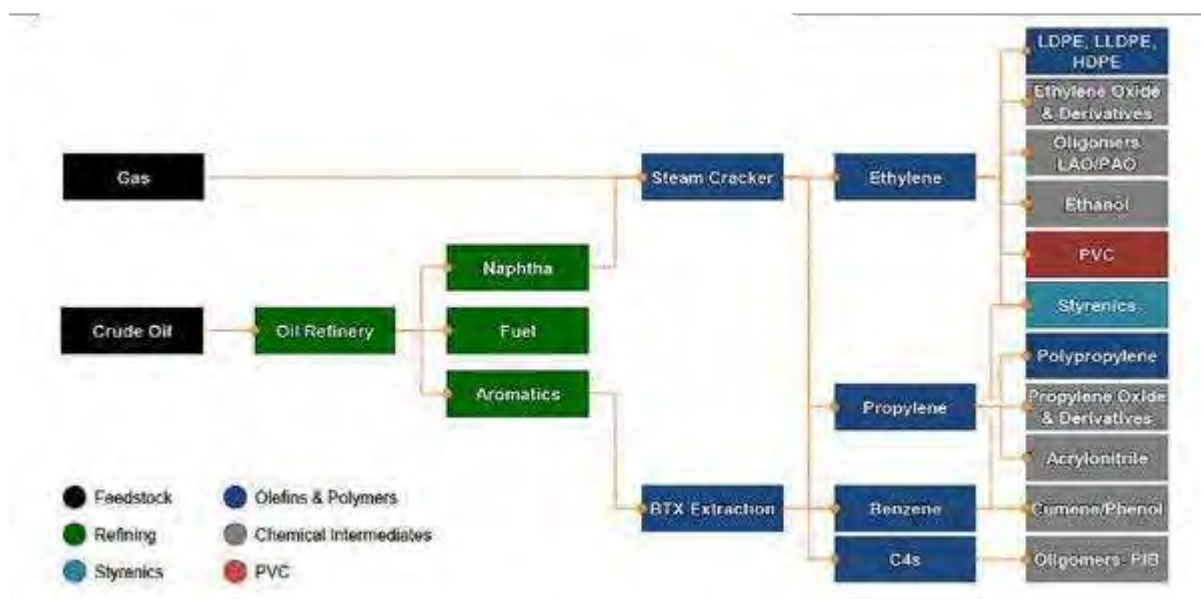 LDPE, LLDPE,
HDPE
Ethylene Oxide
& Derivatives
Oligomers
LAO/PAO
Gas
Steam Cracker
Ethylene
Ethanol
Naphtha
PVC
Crude Oil
Oil Refinery
Fuel
Styrenics
Polypropylene
Aromatics
Propylene
Propylene Oxide
& Derivatives
Acrylonitrile
Feedstock
Olefins & Polymers
BTX Extraction
Benzene
Cumene/Phenol
Refining
Chemical Intermediates
C4s
Oligomers- PIB
Styrenics
PVC